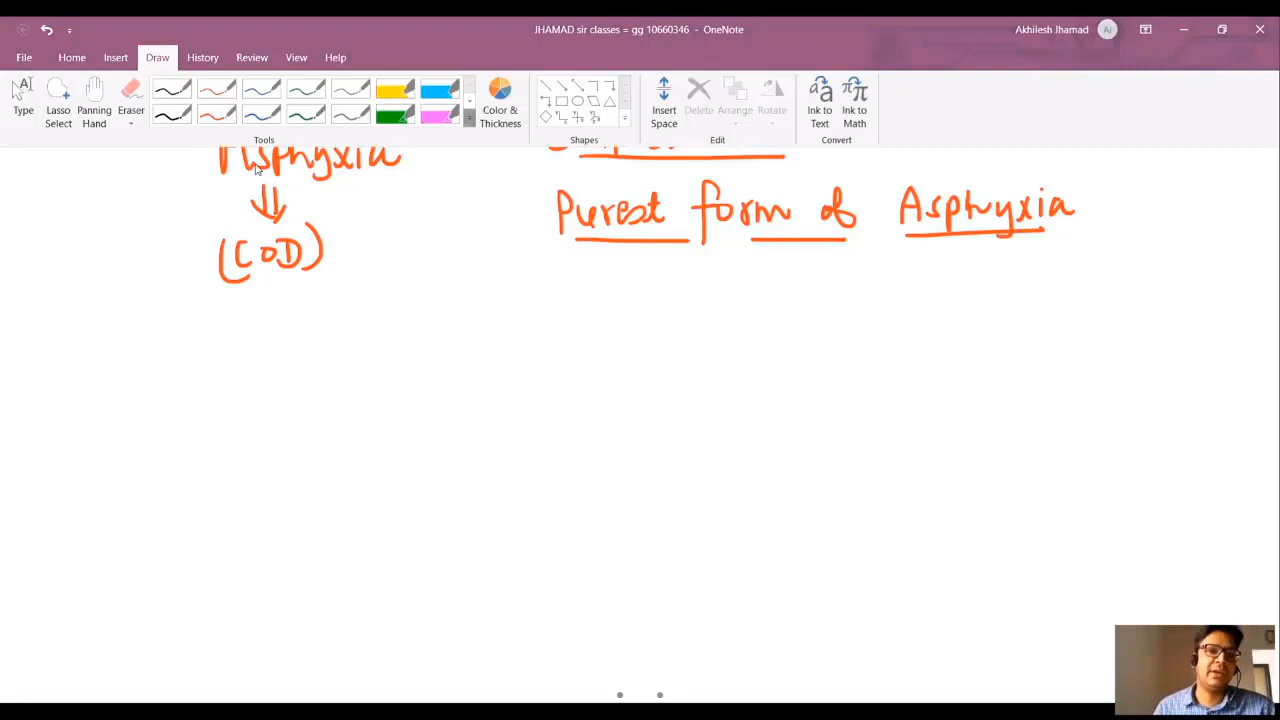 JHAMAD sir classes = gg 10660346 - OneNote
Akhilesh Jhamad AJ
File Home Insert Draw History Review View Help
Type Lasso Select Panning Hand Eraser Color & Thickness Insert Space Delete Arrange Rotate Ink to Text Ink to Math
Tools Shapes Edit Convert
Asphyxia
Purest form of Asphyxia
(COD)